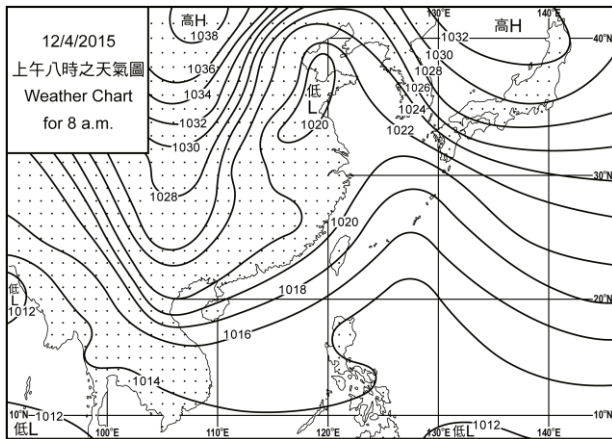 12/4/2015
上午八時之天氣圖
Weather Chart
for 8 a.m.
高H
1038
1036
1034
1032
1030
1028
130°E
高H
140°E
1032
1030
1028
1026
1024
1022
40°N
低
L
1020
30°N
1020
1018
1016
20°N
低
L
1012
1014
1012
低L
10°N
100°E
110°E
120°E
130°E
低L
1012
140°E
10°N